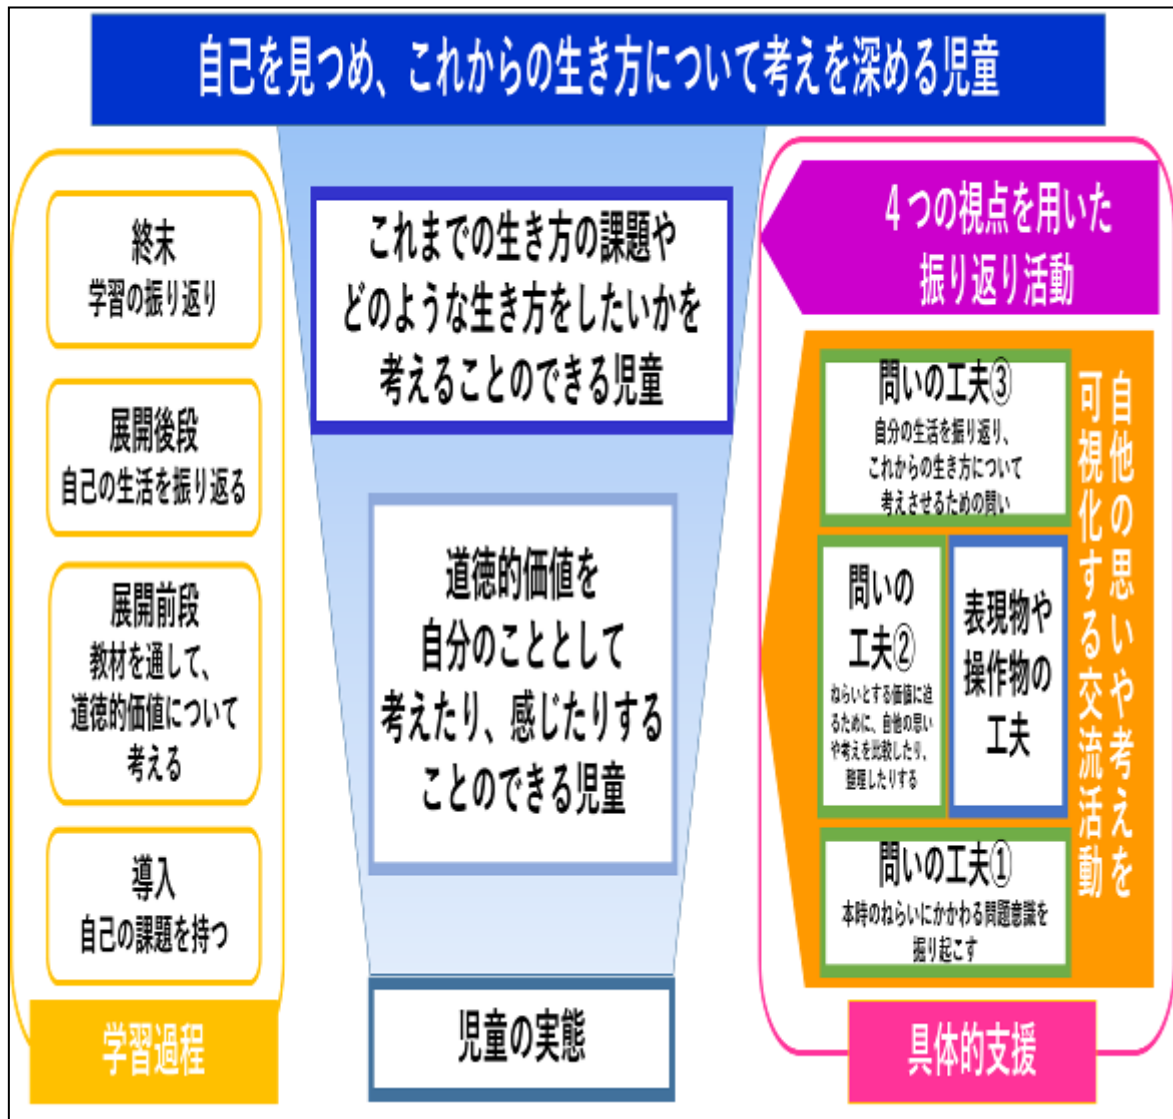 自己を見つめ、これからの生き方について考えを深める児童
終末
学習の振り返り
展開後段
自己の生活を振り返る
展開前段
教材を通して、
道徳的価値について
考える
導入
自己の課題を持つ
学習過程
これまでの生き方の課題や
どのような生き方をしたいかを
考えることのできる児童
道徳的価値を
自分のこととして
考えたり、感じたりする
ことのできる児童
児童の実態
4つの視点を用いた
振り返り活動
問いの工夫③
自分の生活を振り返り、
これからの生き方について
考えさせるための問い
問いの
工夫②
ねらいとする価値に迫
るために、自他の思い
や考えを比較したり、
整理したりする
表現物や
操作物の
工夫
問いの工夫①
本時のねらいにかかわる問題意識を
掘り起こす
自他の思いや考えを
可視化する交流活動
具体的支援